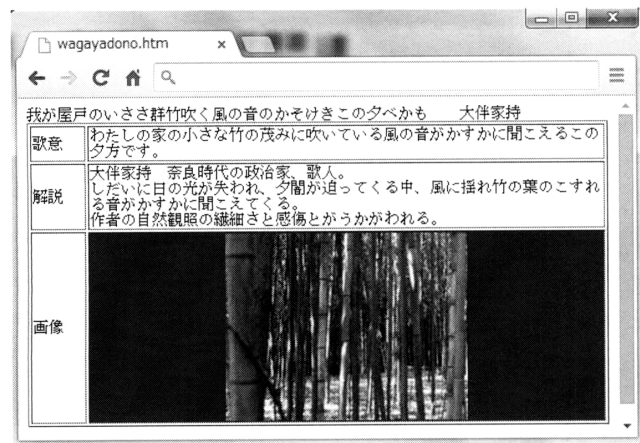 wagayadono.htm
我が屋戸のいささ群竹吹く風の音のかそけきこの夕べかも　大伴家持
歌意
わたしの家の小さな竹の茂みに吹いている風の音がかすかに聞こえるこの
夕方です。
解説
大伴家持　奈良時代の政治家、歌人。
しだいに日の光が失われ、夕闇が迫ってくる中、風に揺れ竹の葉のこすれ
る音がかすかに聞こえてくる。
作者の自然観照の繊細さと感傷とがうかがわれる。
画像